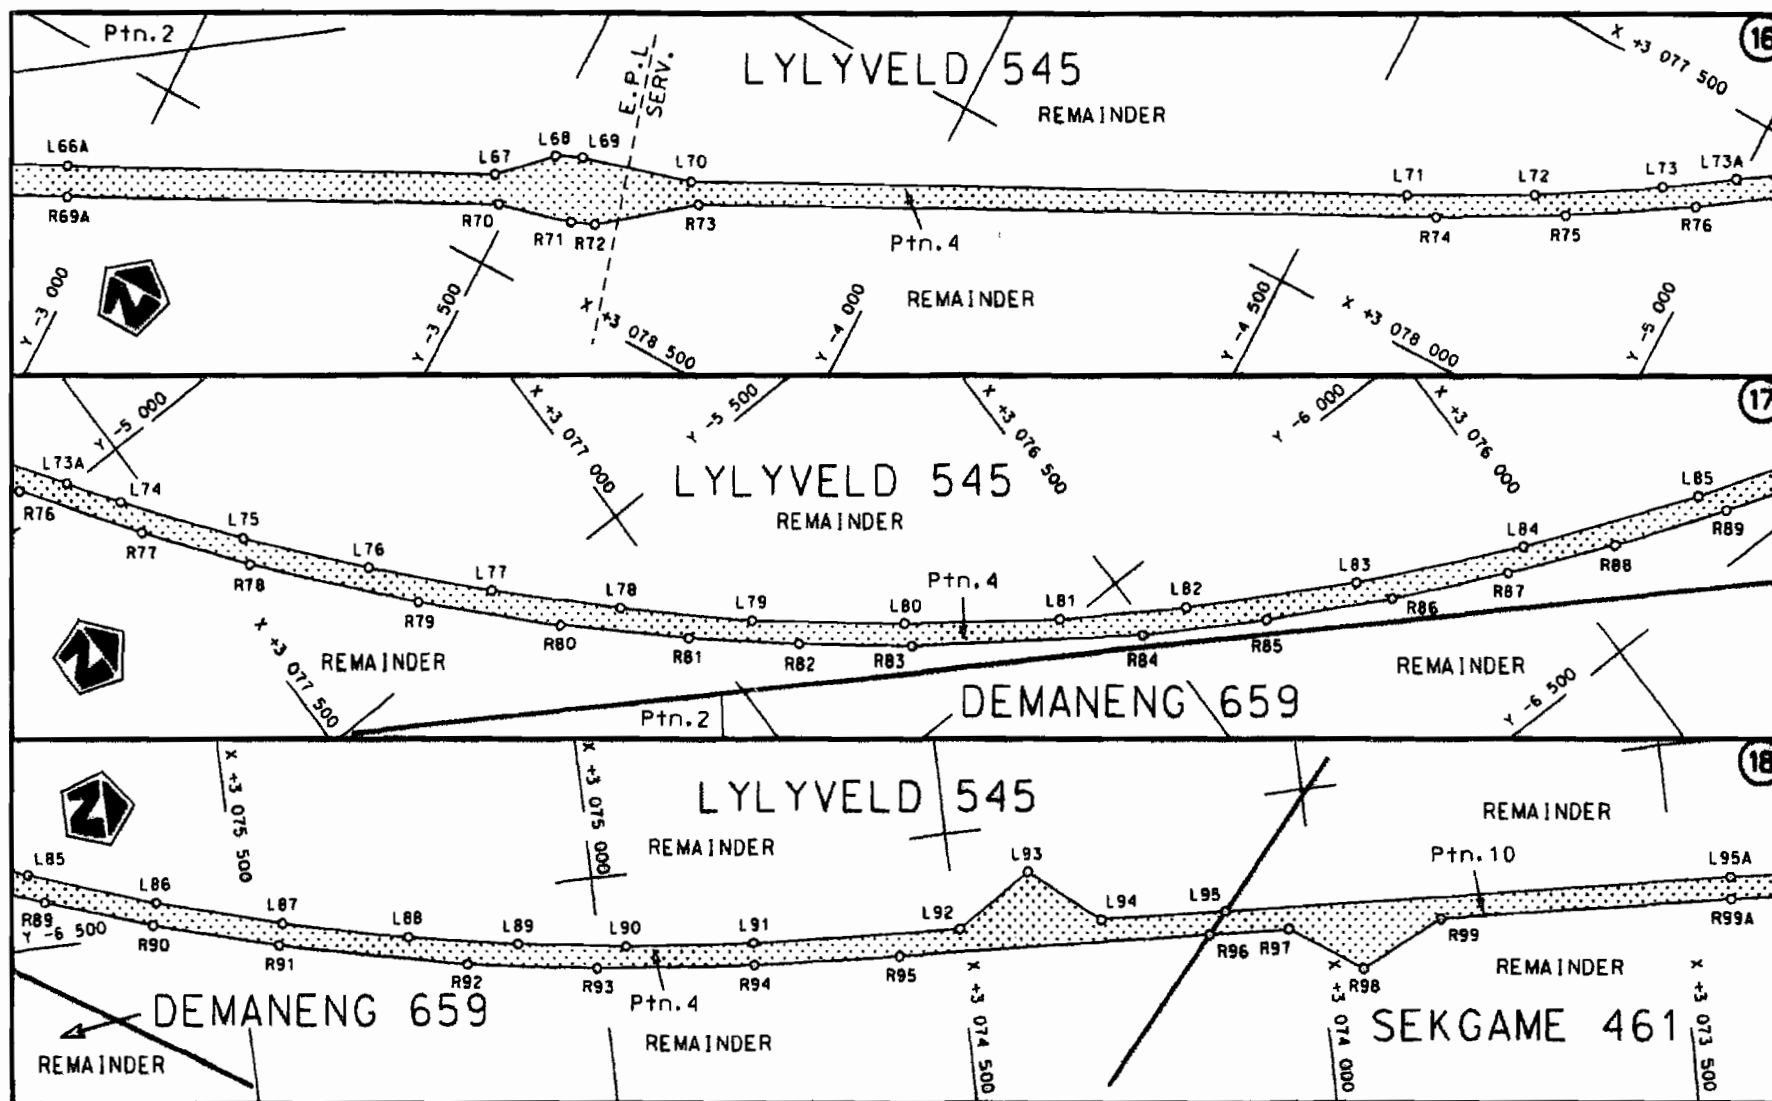 Ptn.2
E.P.L
SERV.
LYLYVELD 545
REMAINDER
X +3 077 500
16
L66A
L67
L68
L69
L70
L71
L72
L73
L73A
R69A
R70
R71
R72
R73
Ptn.4
R74
R75
R76
REMAINDER
Y -3 000
Y -3 500
X +3 078 500
Y -4 000
Y -4 500
X +3 078 000
Y -5 000
17
Y -5 000
X +3 077 000
Y -5 500
X +3 076 500
Y -6 000
X +3 076 000
LYLYVELD 545
REMAINDER
L73A
L74
L75
L76
L77
L78
L79
L80
Ptn.4
L81
L82
L83
L84
L85
R76
R77
R78
R79
R80
R81
R82
R83
R84
R85
R86
R87
R88
R89
X +3 077 500
REMAINDER
REMAINDER
Ptn.2
DEMANENG 659
Y -6 500
18
X +3 075 500
X +3 075 000
LYLYVELD 545
REMAINDER
REMAINDER
L85
L86
L87
L88
L89
L90
L91
L92
L93
L94
L95
Ptn.10
L95A
R89
Y -6 500
R90
R91
R92
R93
Ptn.4
R94
R95
R96
R97
R98
R99
R99A
DEMANENG 659
REMAINDER
REMAINDER
X +3 074 500
X +3 074 000
REMAINDER
SEKGAME 461
X +3 073 500